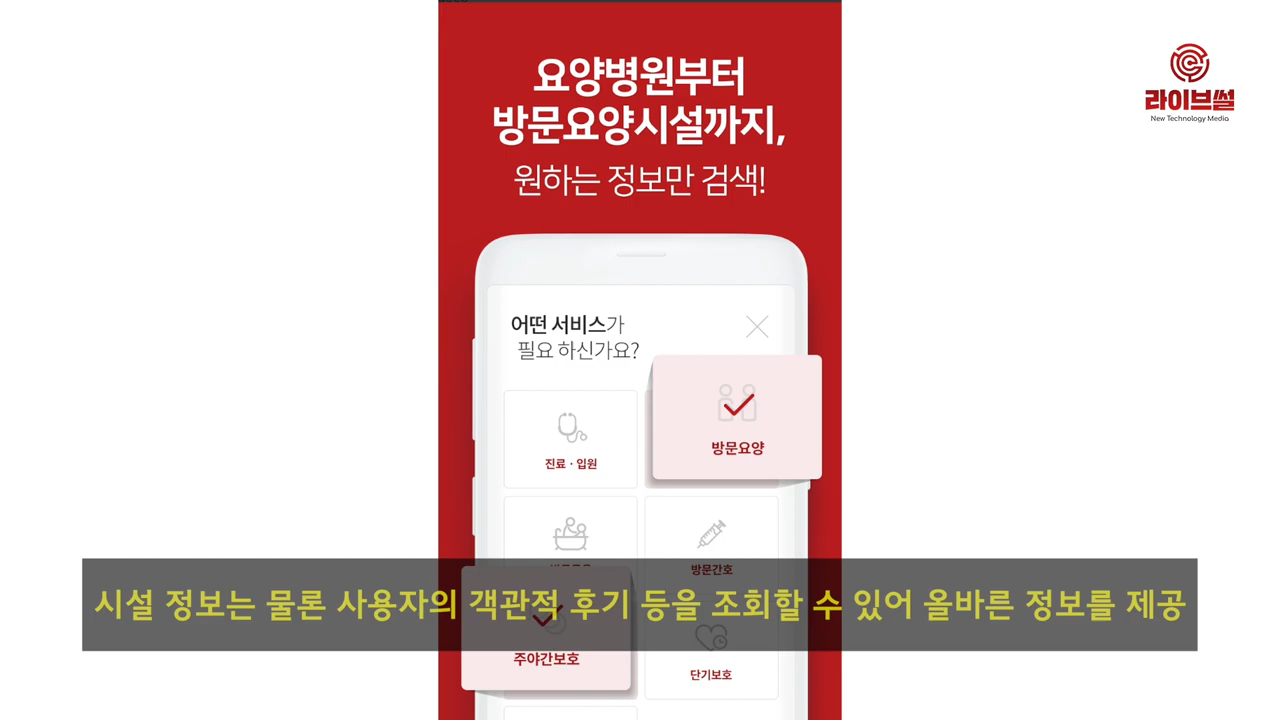 요양병원부터
방문요양시설까지,
원하는 정보만 검색!
라이브썰
New Technology Media
어떤 서비스가
필요 하신가요?
방문요양
진료 · 입원
방문간호
시설 정보는 물론 사용자의 객관적 후기 등을 조회할 수 있어 올바른 정보를 제공
주야간보호
단기보호